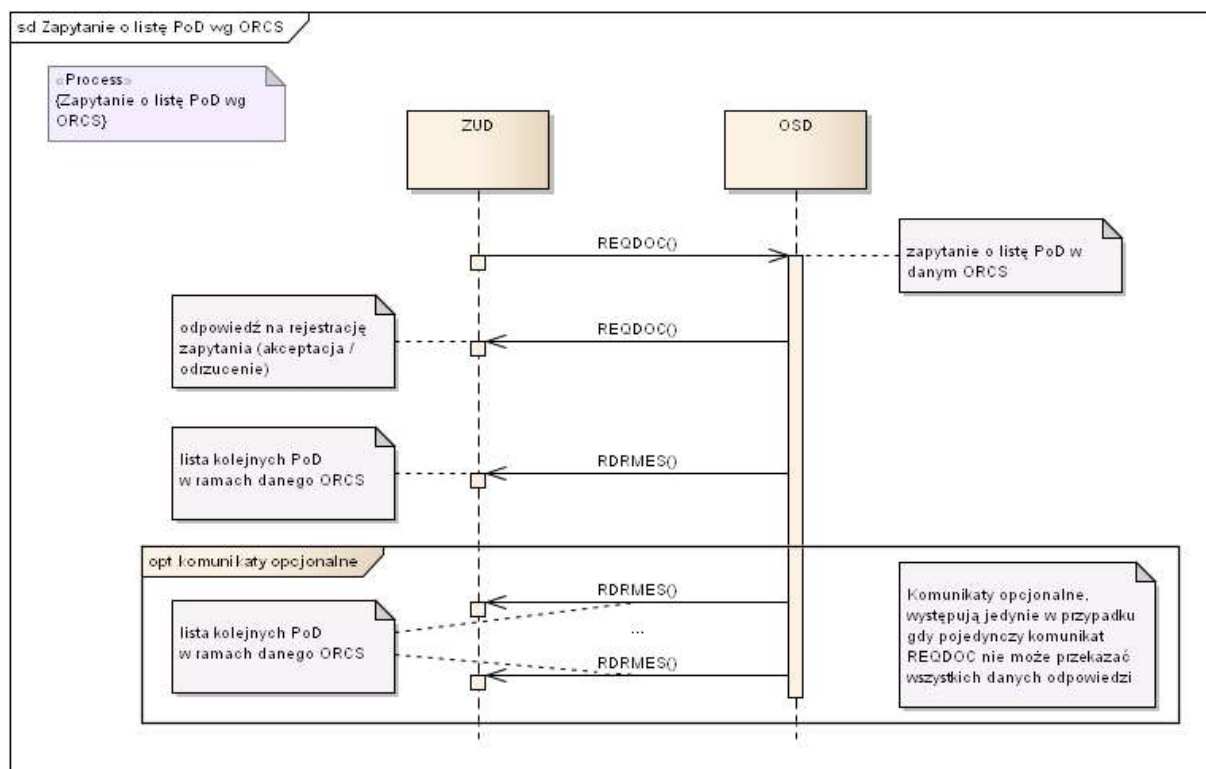 sd Zapytanie o listę PoD wg ORCS
«Process»
{Zapytanie o listę PoD wg
ORCS}
ZUD
OSD
REQDOC()
zapytanie o listę PoD w
danym ORCS
odpowiedź na rejestrację
zapytania (akceptacja /
odrzucenie)
REQDOC()
lista kolejnych PoD
w ramach danego ORCS
RDRMES()
opt komunikaty opcjonalne
RDRMES()
lista kolejnych PoD
w ramach danego ORCS
...
RDRMES()
Komunikaty opcjonalne,
występują jedynie w przypadku
gdy pojedynczy komunikat
REQDOC nie może przekazać
wszystkich danych odpowiedzi